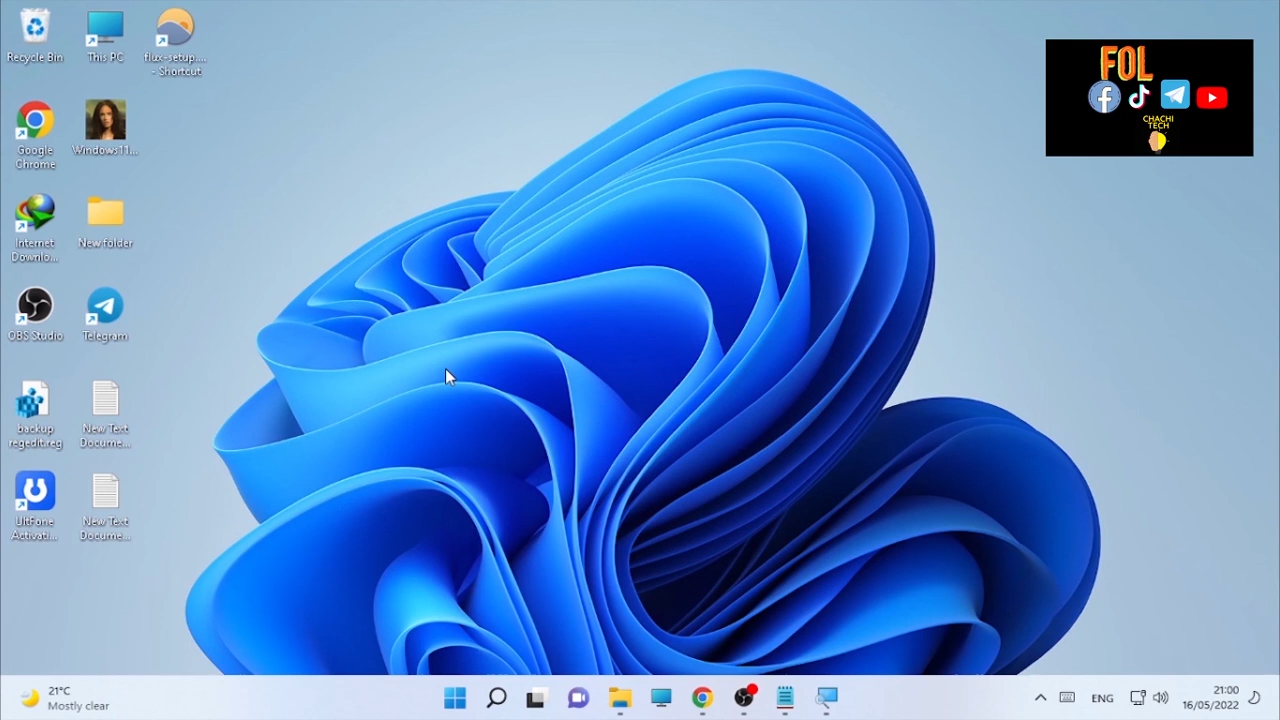 Recycle Bin
This PC
flux-setup....
- Shortcut
Google
Chrome
Windows11...
Internet
Downlo...
New folder
OBS Studio
Telegram
backup
regedit.reg
New Text
Docume...
UltFone
Activati...
New Text
Docume...
FOL
CHACHI
TECH
21°C
Mostly clear
ENG
21:00
16/05/2022